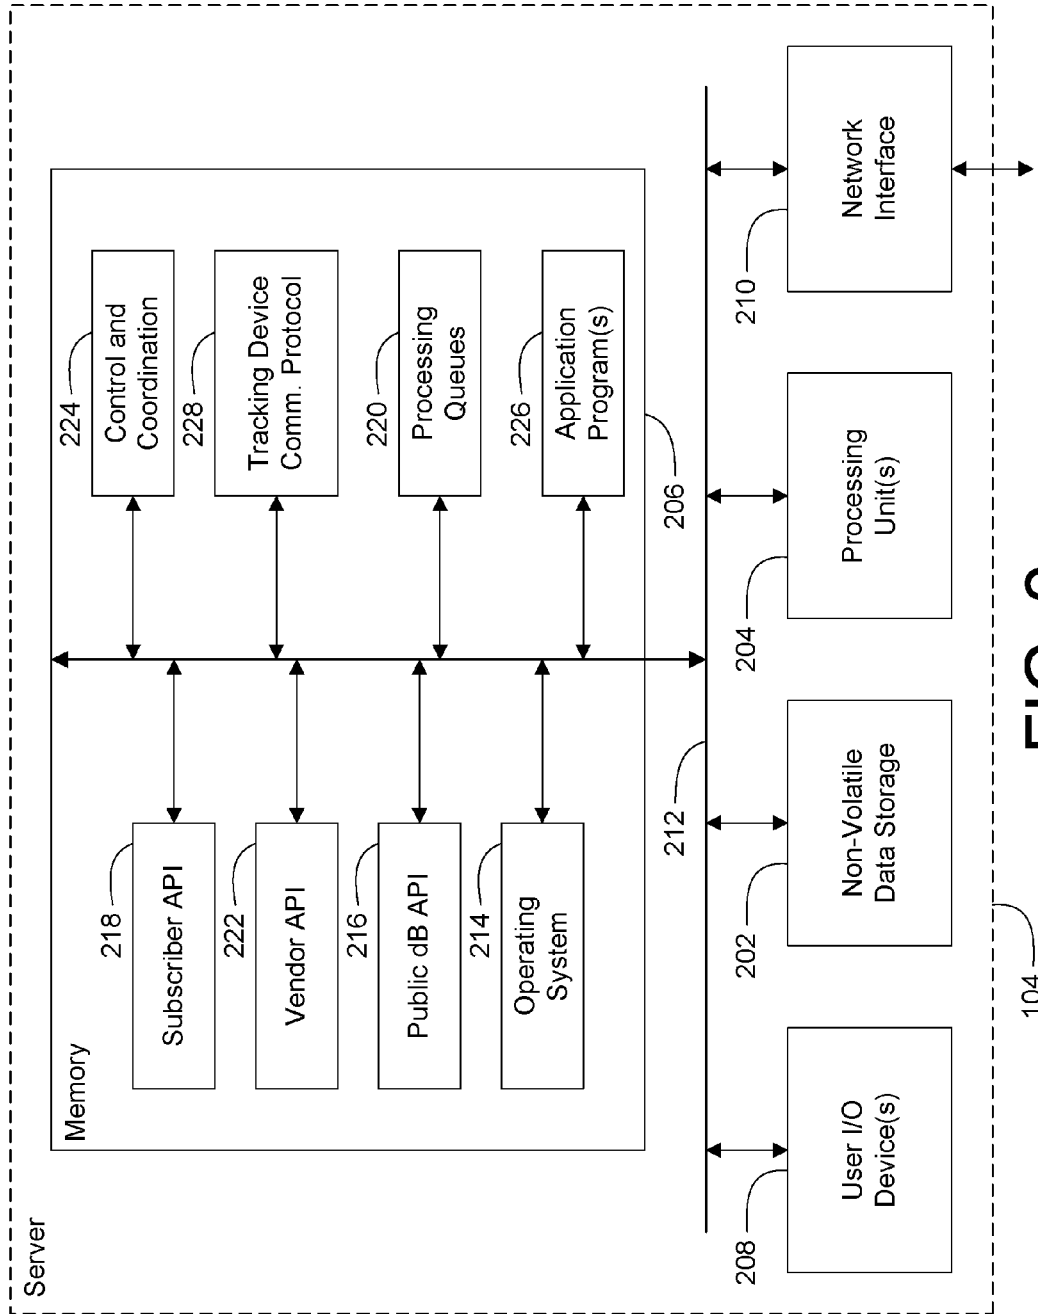 Server
Memory
218
Subscriber API
222
Vendor API
216
Public dB API
214
Operating
System
224
Control and
Coordination
228
Tracking Device
Comm. Protocol
220
Processing
Queues
226
Application
Program(s)
206
212
208
User I/O
Device(s)
202
Non-Volatile
Data Storage
204
Processing
Unit(s)
210
Network
Interface
104
FIG.